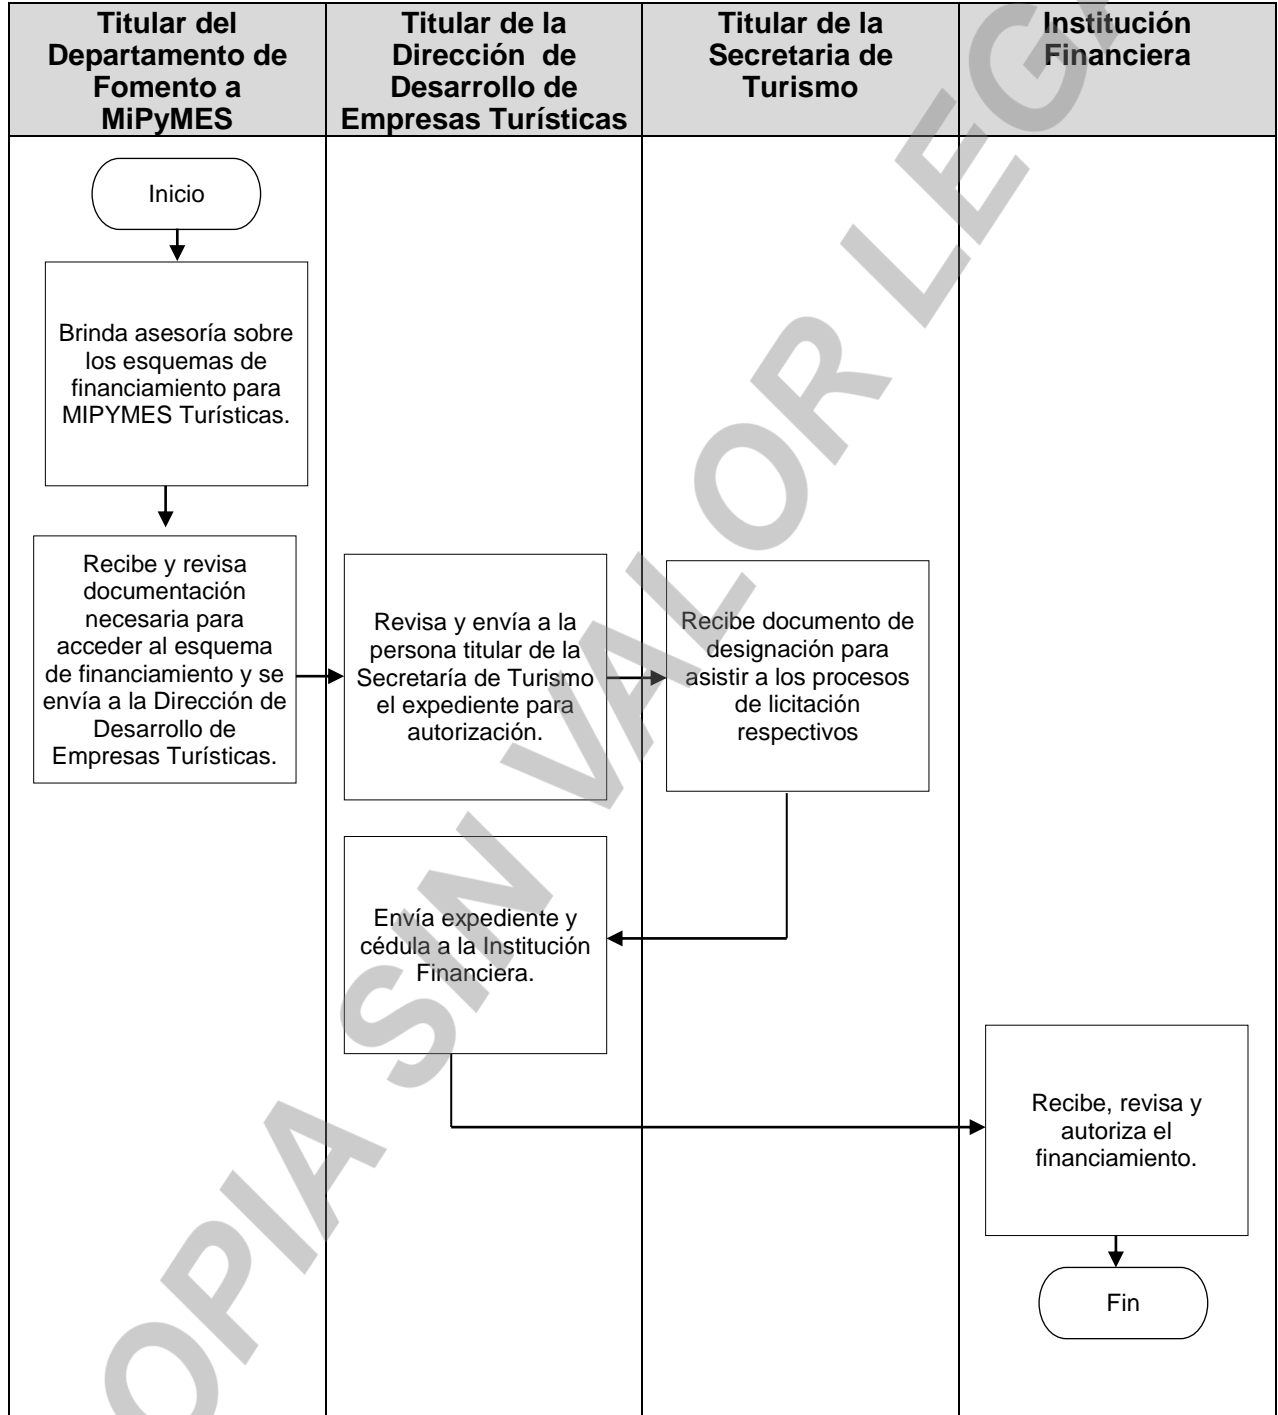 Titular del
Departamento de
Fomento a
MiPyMES
Titular de la
Dirección de
Desarrollo de
Empresas Turísticas
Titular de la
Secretaria de
Turismo
Institución
Financiera
Inicio
Brinda asesoría sobre
los esquemas de
financiamiento para
MIPYMES Turísticas.
Recibe y revisa
documentación
necesaria para
acceder al esquema
de financiamiento y se
envía a la Dirección de
Desarrollo de
Empresas Turísticas.
Revisa y envía a la
persona titular de la
Secretaría de Turismo
el expediente para
autorización.
Recibe documento de
designación para
asistir a los procesos
de licitación
respectivos
Envía expediente y
cédula a la Institución
Financiera.
Recibe, revisa y
autoriza el
financiamiento.
Fin
OPIA SIN VALOR LEGA